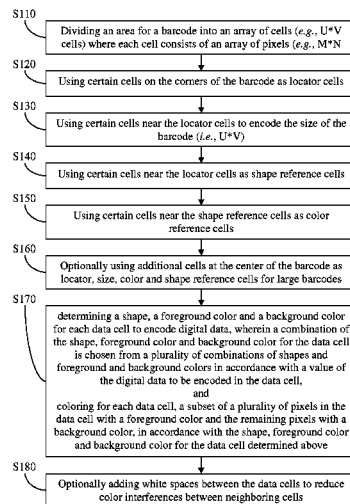 S110
Dividing an area for a barcode into an array of cells (e.g., U*V
cells) where each cell consists of an array of pixels (e.g., M*N
S120
Using certain cells on the corners of the barcode as locator cells
S130
Using certain cells near the locator cells to encode the size of the
barcode (i.e., U*V)
S140
Using certain cells near the locator cells as shape reference cells
S150
Using certain cells near the shape reference cells as color
reference cells
S160
Optionally using additional cells at the center of the barcode as
locator, size, color and shape reference cells for large barcodes
S170
determining a shape, a foreground color and a background color
for each data cell to encode digital data, wherein a combination of
the shape, foreground color and background color for the data cell
is chosen from a plurality of combinations of shapes and
foreground and background colors in accordance with a value of
the digital data to be encoded in the data cell,
and
coloring for each data cell, a subset of a plurality of pixels in the
data cell with a foreground color and the remaining pixels with a
background color, in accordance with the shape, foreground color
and background color for the data cell determined above
S180
Optionally adding white spaces between the data cells to reduce
color interferences between neighboring cells